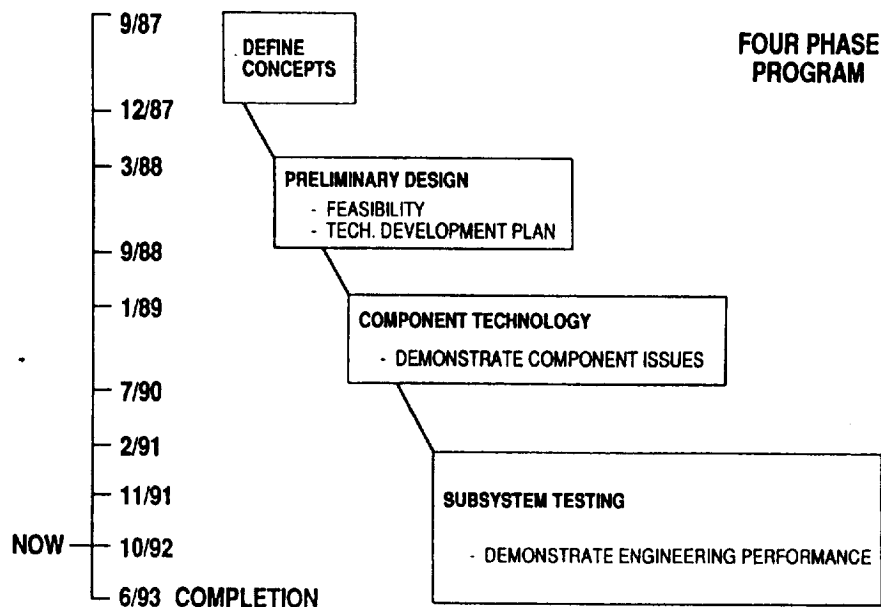 9/87
DEFINE
CONCEPTS
FOUR PHASE
PROGRAM
12/87
3/88
PRELIMINARY DESIGN
- FEASIBILITY
- TECH. DEVELOPMENT PLAN
9/88
1/89
COMPONENT TECHNOLOGY
- DEMONSTRATE COMPONENT ISSUES
7/90
2/91
11/91
SUBSYSTEM TESTING
NOW 10/92
- DEMONSTRATE ENGINEERING PERFORMANCE
6/93 COMPLETION